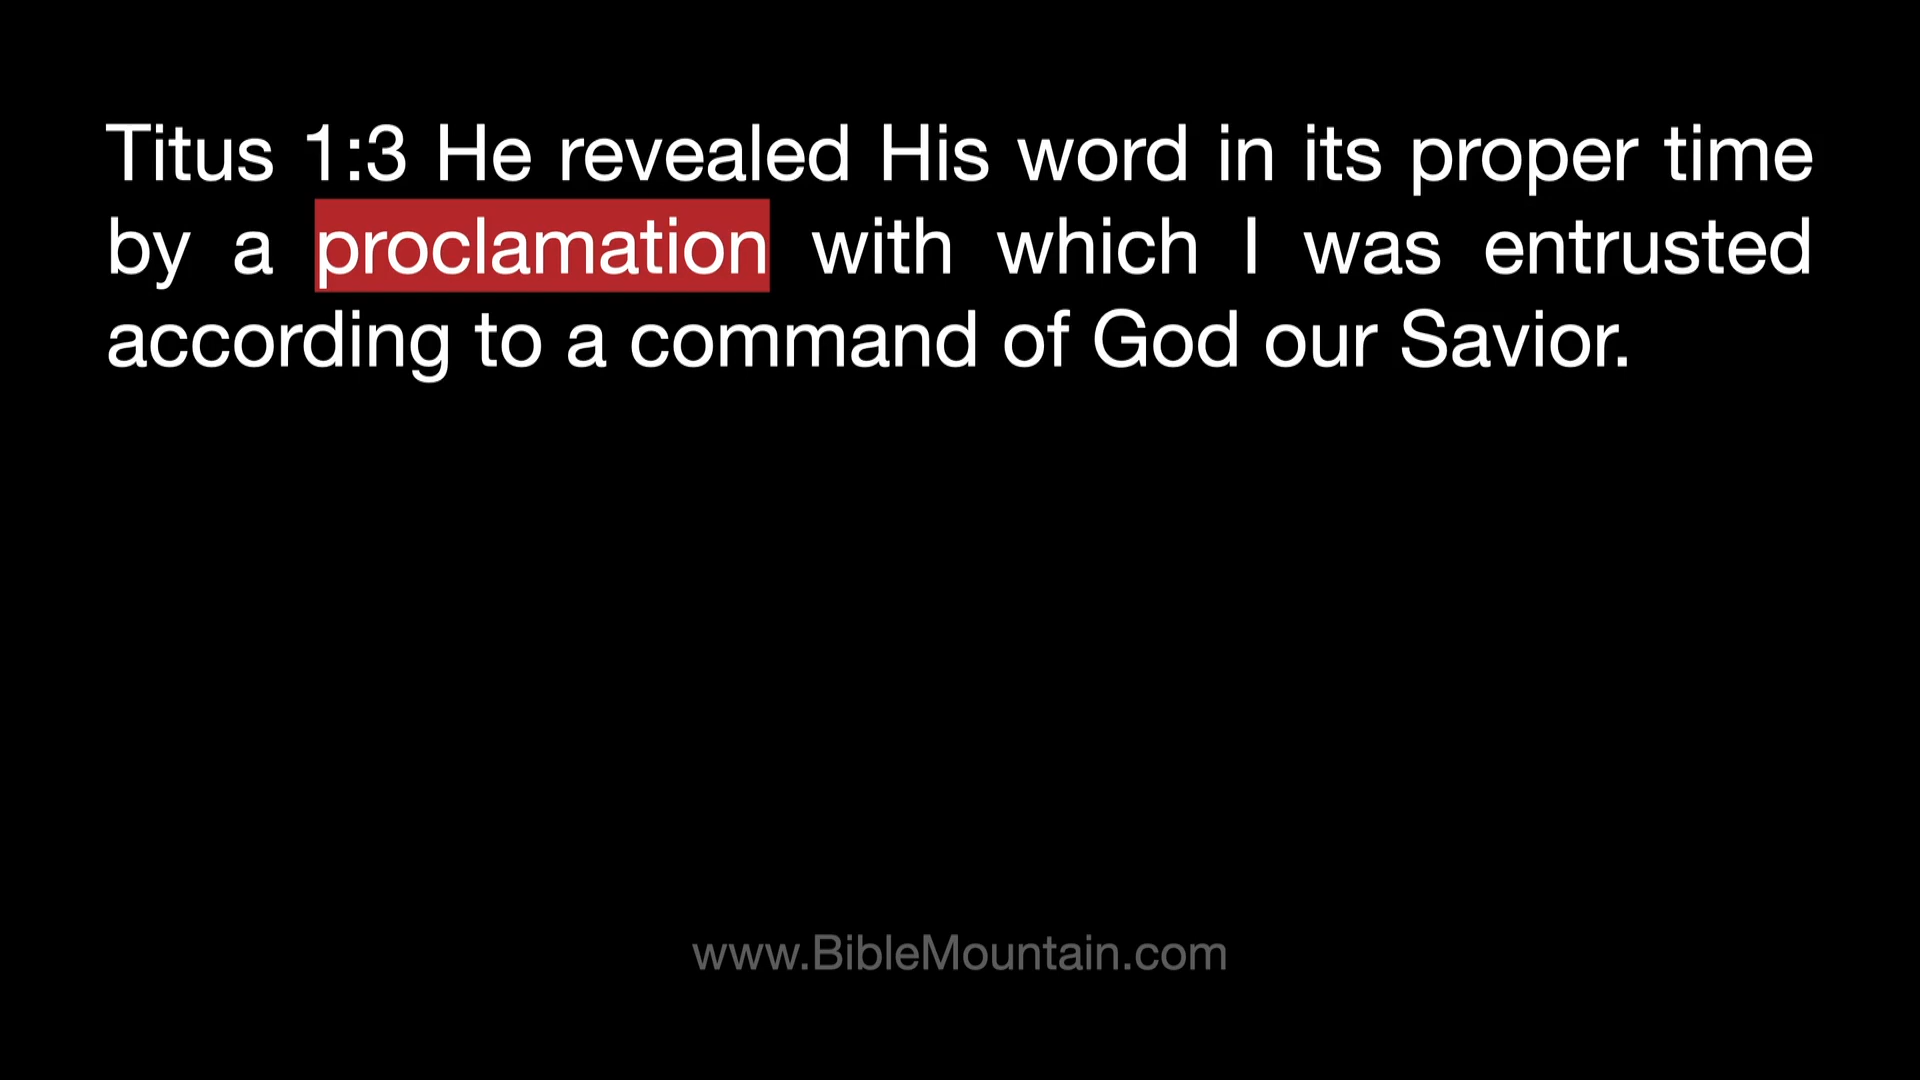 Titus 1:3 He revealed His word in its proper time
by a proclamation with which I was entrusted
according to a command of God our Savior.
www.BibleMountain.com